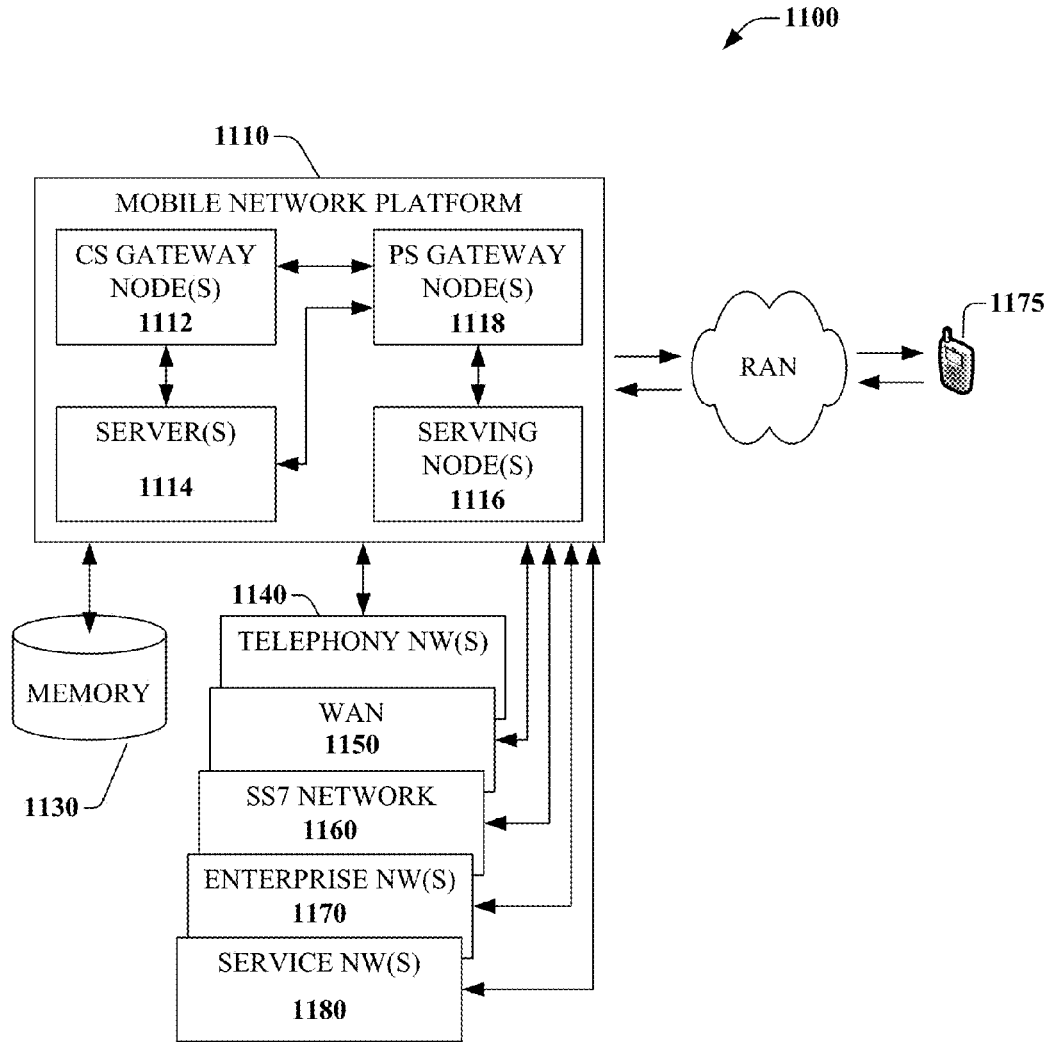 1100
1110
MOBILE NETWORK PLATFORM
CS GATEWAY
NODE(S)
1112
PS GATEWAY
NODE(S)
1118
SERVER(S)
1114
SERVING
NODE(S)
1116
RAN
1175
1140
TELEPHONY NW(S)
MEMORY
1130
WAN
1150
SS7 NETWORK
1160
ENTERPRISE NW(S)
1170
SERVICE NW(S)
1180